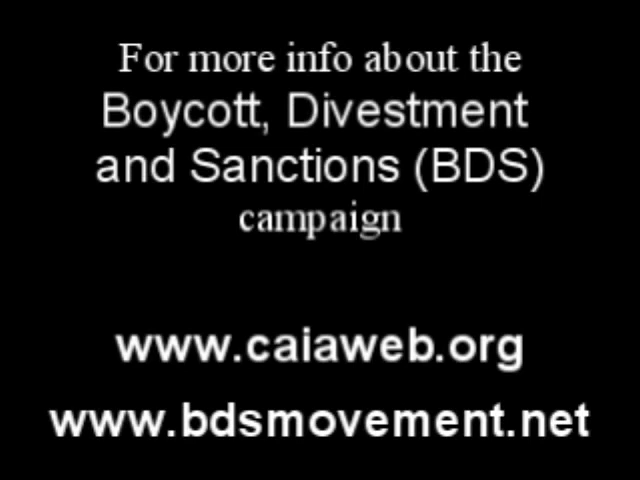 For more info about the
Boycott, Divestment
and Sanctions (BDS)
campaign
www.caiaweb.org
www.bdsmovement.net